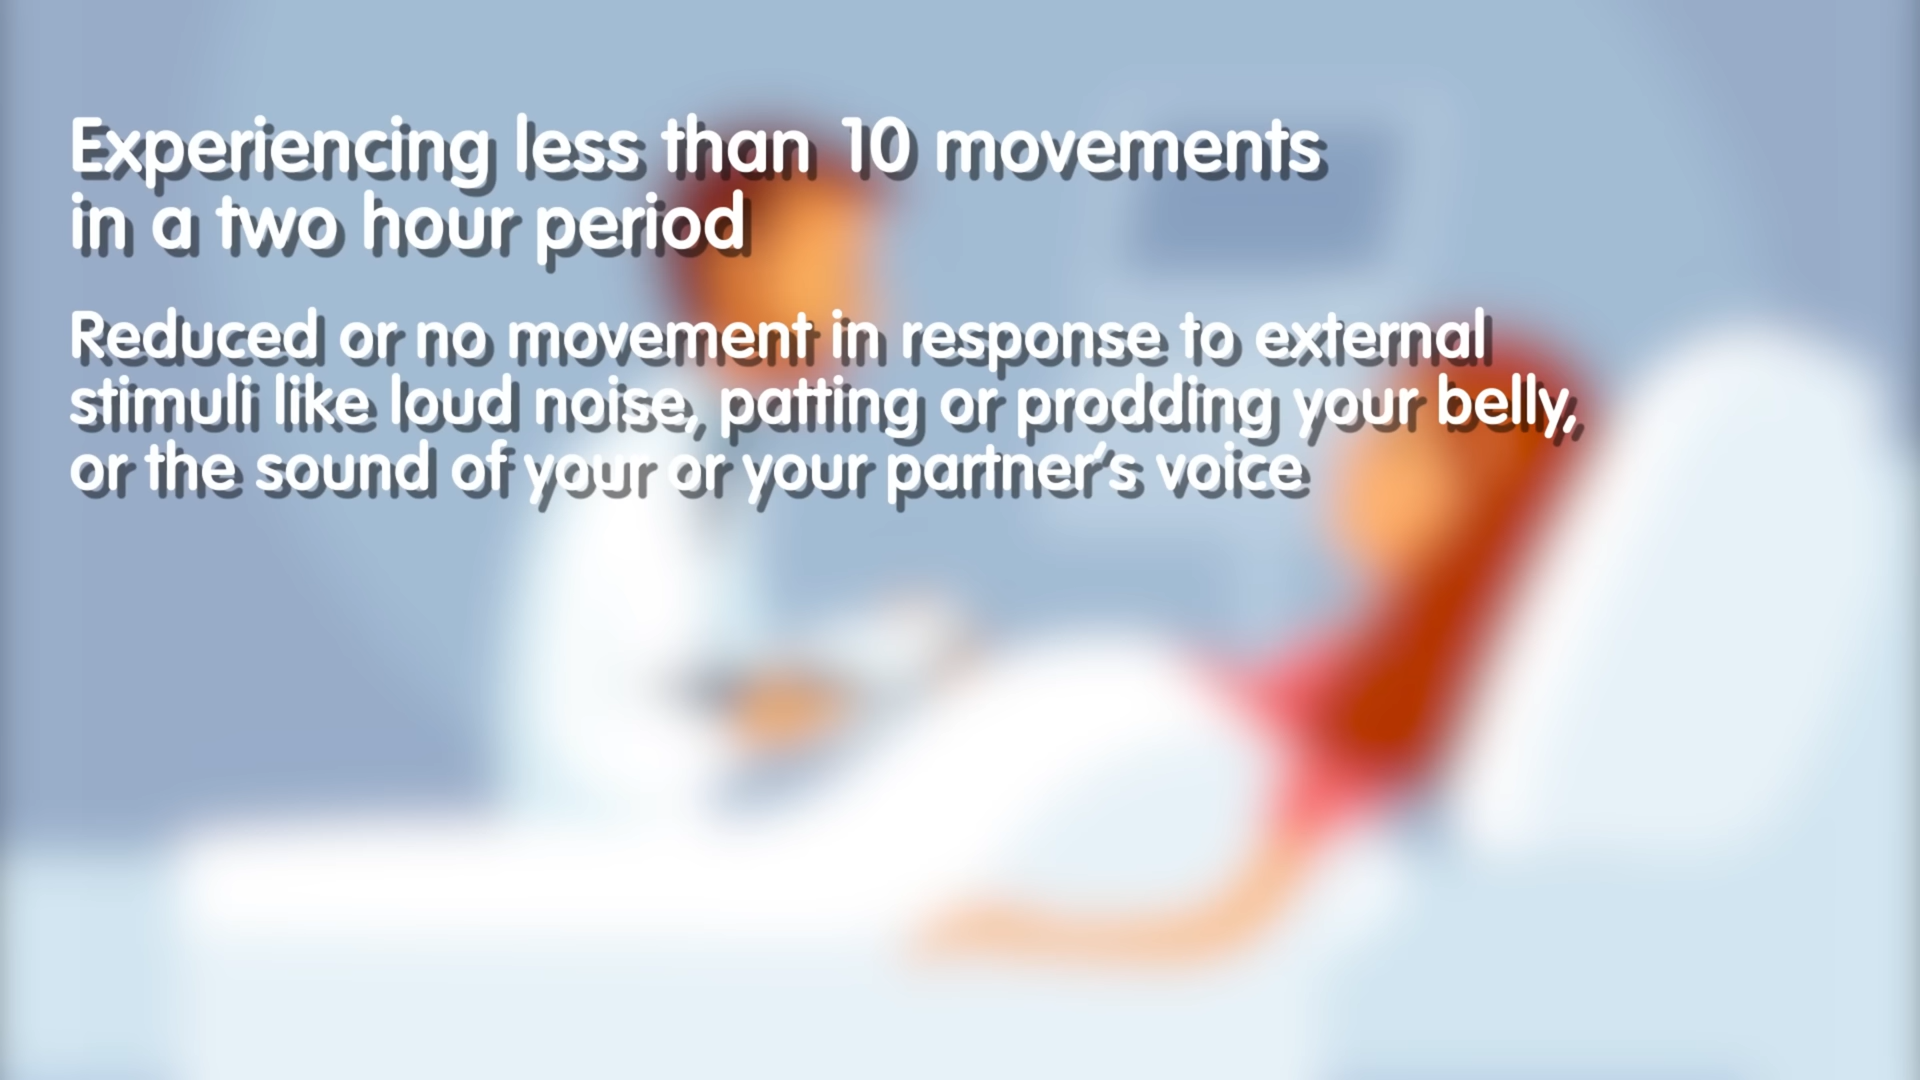 Experiencing less than 10 movements
in a two hour period
Reduced or no movement in response to external
stimuli like loud noise, patting or prodding your belly,
or the sound of your or your partner's voice